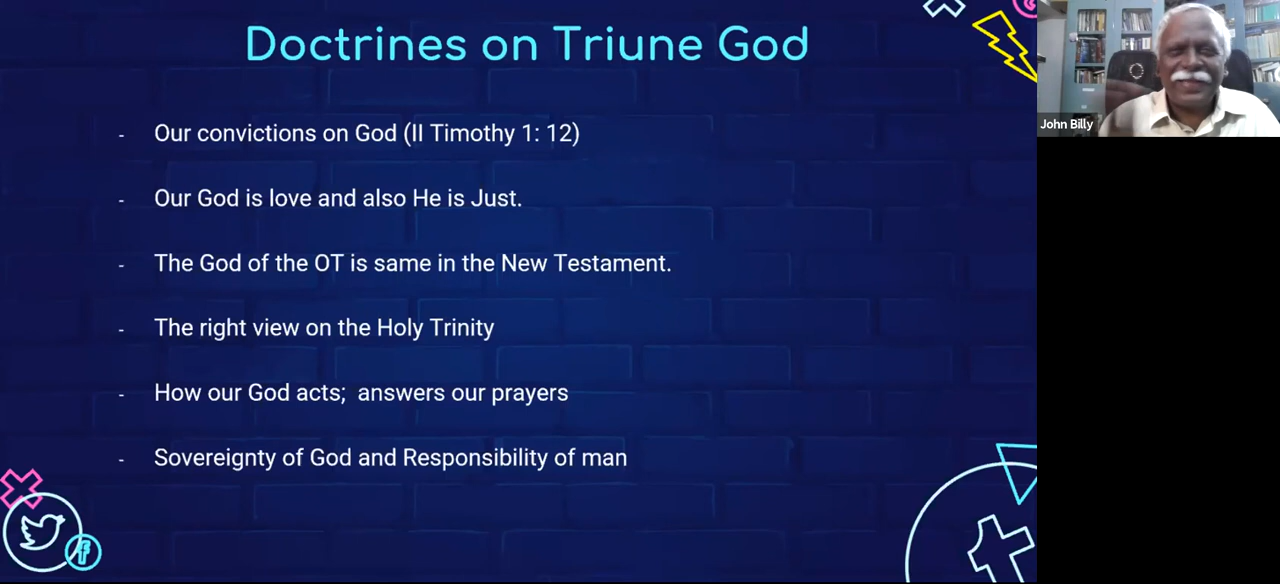 Doctrines on Triune God
- Our convictions on God (II Timothy 1: 12)
- Our God is love and also He is Just.
- The God of the OT is same in the New Testament.
- The right view on the Holy Trinity
- How our God acts;  answers our prayers
- Sovereignty of God and Responsibility of man
John Billy